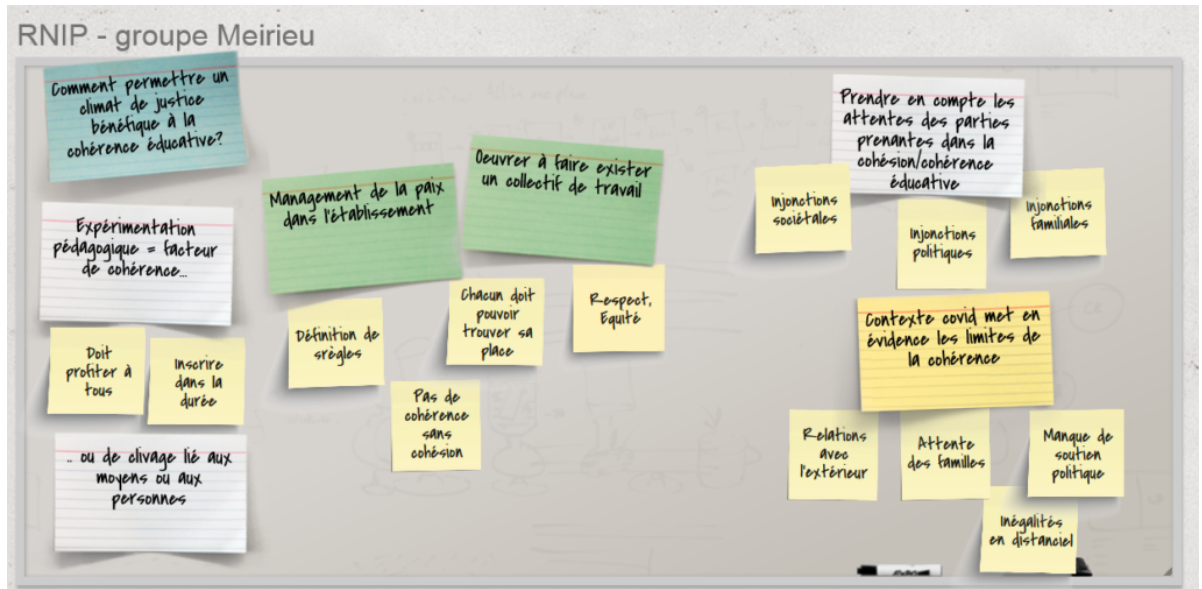 RNIP - groupe Meirieu
Comment permettre un
climat de justice
bénéfique à la
cohérence éducative?
Expérimentation
pédagogique = facteur
de cohérence...
Doit
profiter à
tous
Inscrire
dans la
durée
.. ou de clivage lié aux
moyens ou aux
personnes
Management de la paix
dans l'établissement
Définition de
srègles
Oeuvrer à faire exister
un collectif de travail
Chacun doit
pouvoir
trouver sa
place
Respect,
Equité
Pas de
cohérence
sans
cohésion
Prendre en compte les
attentes des parties
prenantes dans la
cohésion/cohérence
éducative
Injonctions
sociétales
Injonctions
politiques
Injonctions
familiales
Contexte covid met en
évidence les limites de
la cohérence
Relations
avec
l'extérieur
Attente
des familles
Manque de
soutien
politique
Inégalités
en distanciel